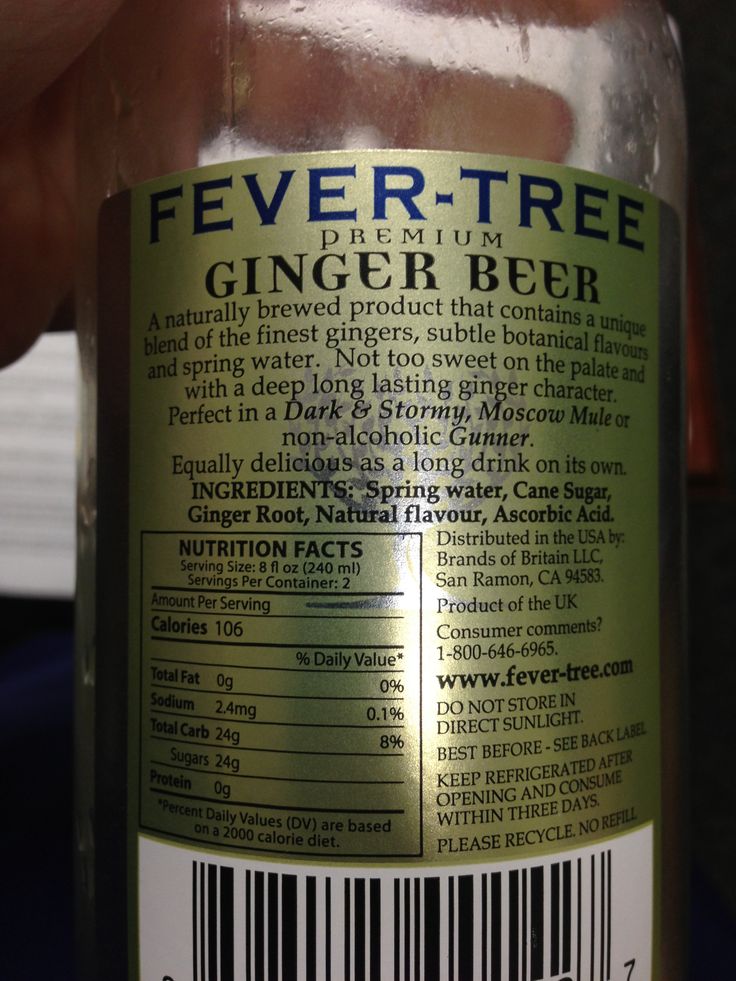 FEVER-TREE
PREMIUM
GINGER BEER
A naturally brewed product that contains a unique
blend of the finest gingers, subtle botanical flavours
and spring water. Not too sweet on the palate and
with a deep long lasting ginger character.
Perfect in a Dark & Stormy, Moscow Mule or
non-alcoholic Gunner.
Equally delicious as a long drink on its own.
INGREDIENTS: Spring water, Cane Sugar,
Ginger Root, Natural flavour, Ascorbic Acid.
NUTRITION FACTS
Serving Size: 8 fl oz (240 ml)
Servings Per Container: 2
Amount Per Serving
Calories 106
% Daily Value*
Total Fat 0g 0%
Sodium 2.4mg 0.1%
Total Carb 24g 8%
Sugars 24g
Protein 0g
*Percent Daily Values (DV) are based
on a 2000 calorie diet.
Distributed in the USA by:
Brands of Britain LLC,
San Ramon, CA 94583.
Product of the UK
Consumer comments?
1-800-646-6965.
www.fever-tree.com
DO NOT STORE IN
DIRECT SUNLIGHT.
BEST BEFORE - SEE BACK LABEL
KEEP REFRIGERATED AFTER
OPENING AND CONSUME
WITHIN THREE DAYS.
PLEASE RECYCLE. NO REFILL
7